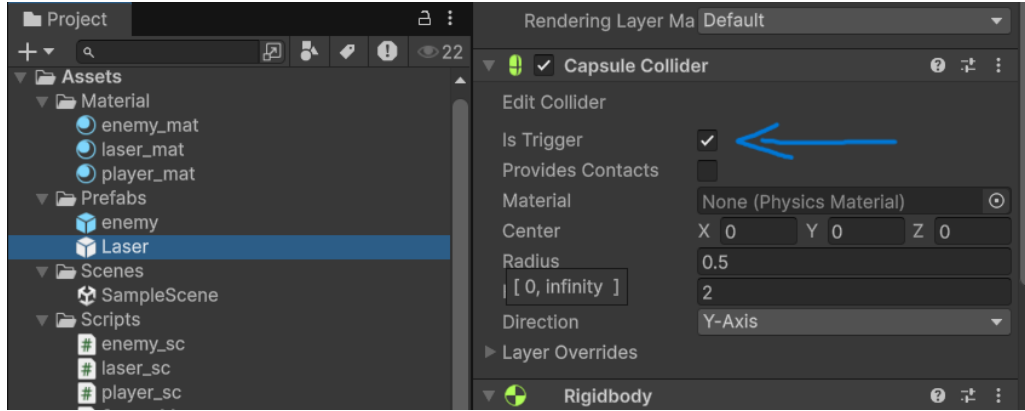 Project
22
Assets
Material
enemy_mat
laser_mat
player_mat
Prefabs
enemy
Laser
Scenes
SampleScene
Scripts
enemy_sc
laser_sc
player_sc
Rendering Layer Ma Default
Capsule Collider
Edit Collider
Is Trigger
Provides Contacts
Material None (Physics Material)
Center X 0 Y 0 Z 0
Radius 0.5
[ 0, infinity ] 2
Direction Y-Axis
Layer Overrides
Rigidbody